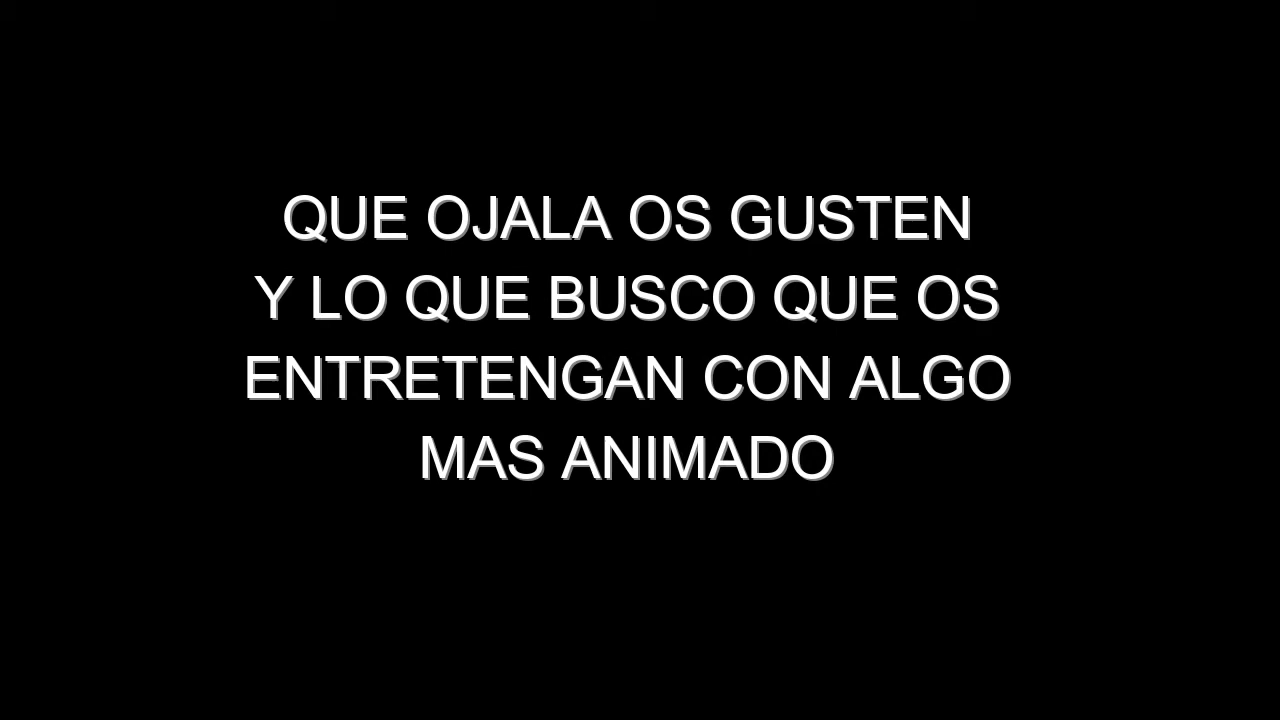 QUE OJALA OS GUSTEN
Y LO QUE BUSCO QUE OS
ENTRETENGAN CON ALGO
MAS ANIMADO